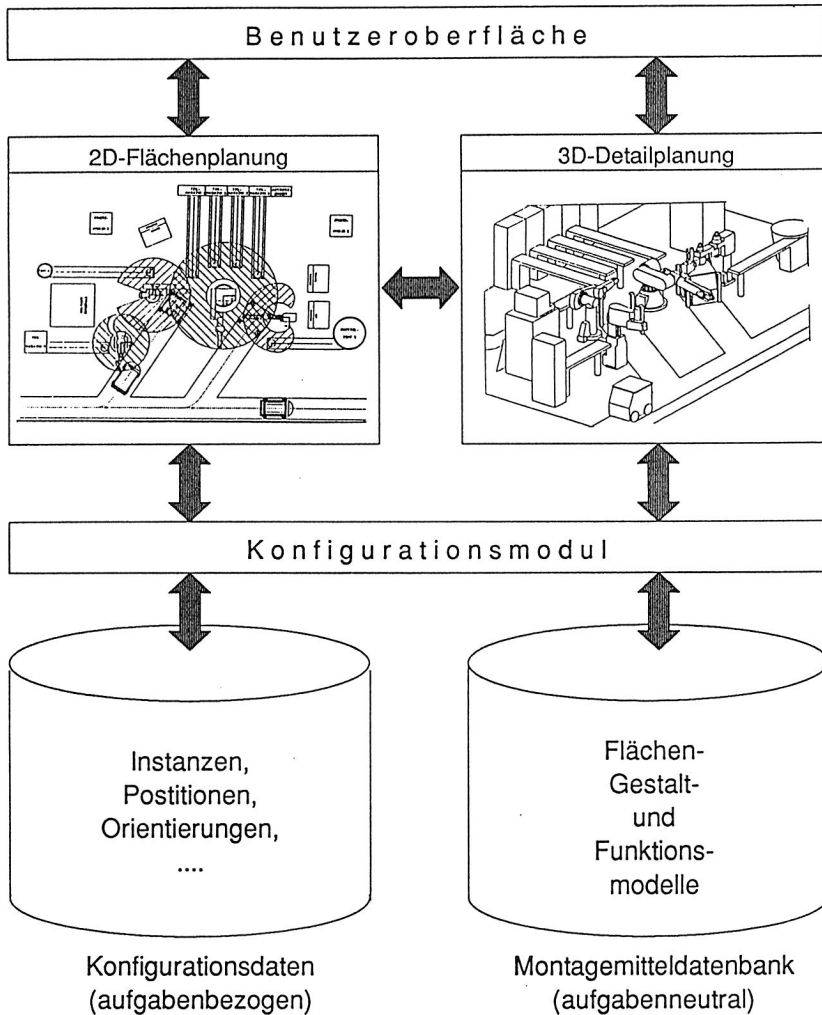 Benutzeroberfläche
2D-Flächenplanung
3D-Detailplanung
Konfigurationsmodul
Instanzen,
Postitionen,
Orientierungen,
....
Flächen-
Gestalt-
und
Funktions-
modelle
Konfigurationsdaten
(aufgabenbezogen)
Montagemitteldatenbank
(aufgabenneutral)